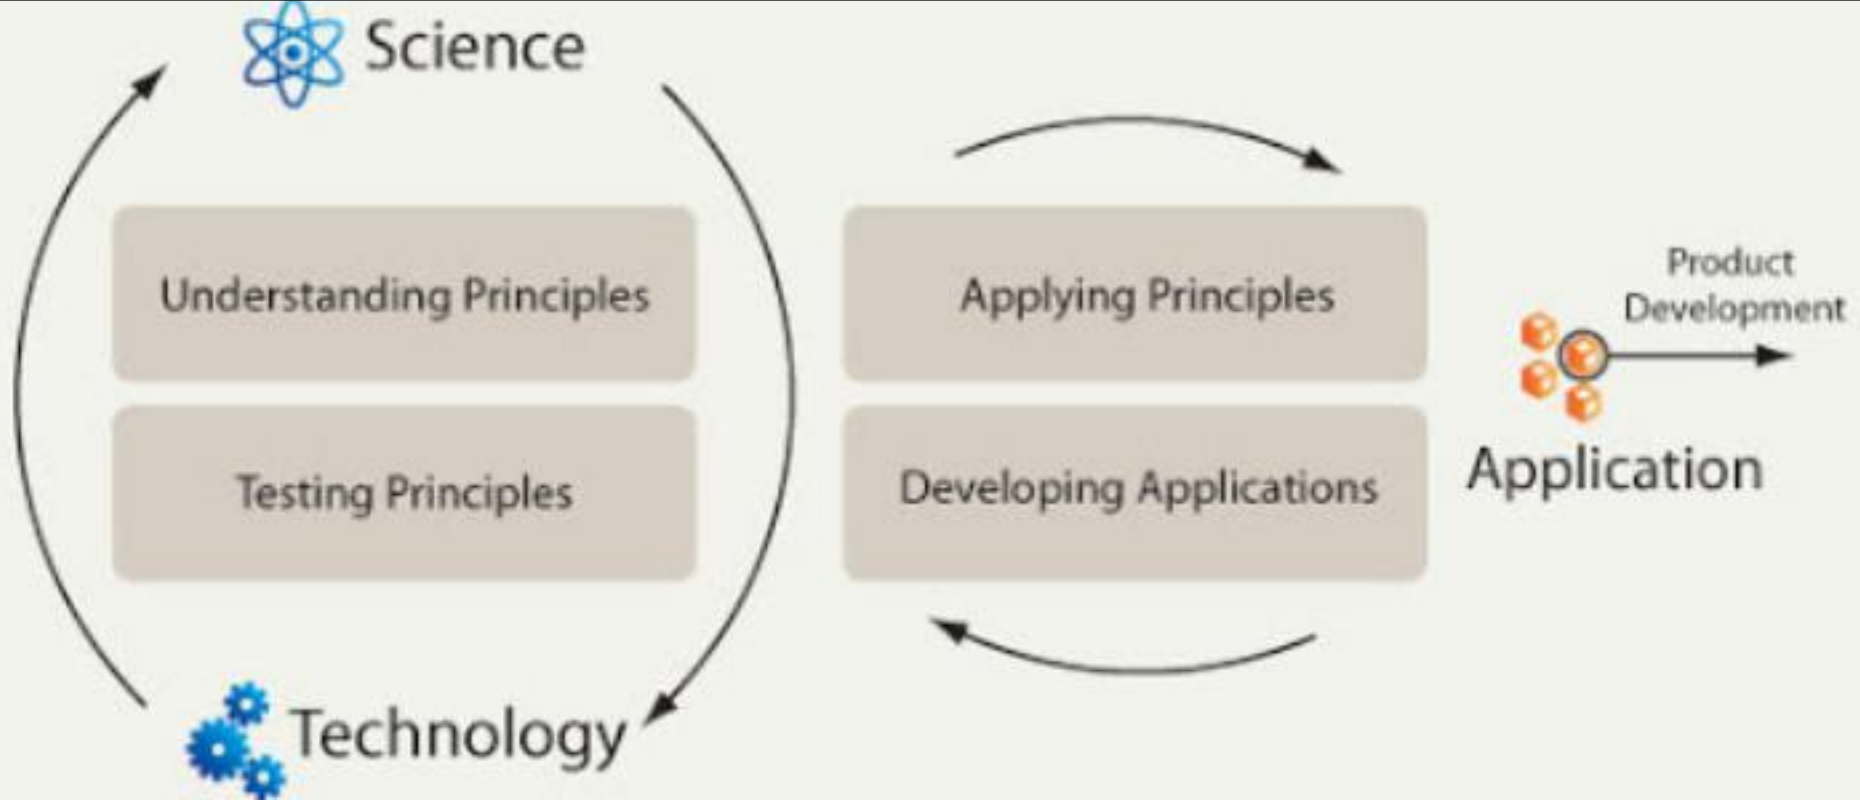 Science
Understanding Principles
Testing Principles
Technology
Applying Principles
Developing Applications
Product
Development
Application